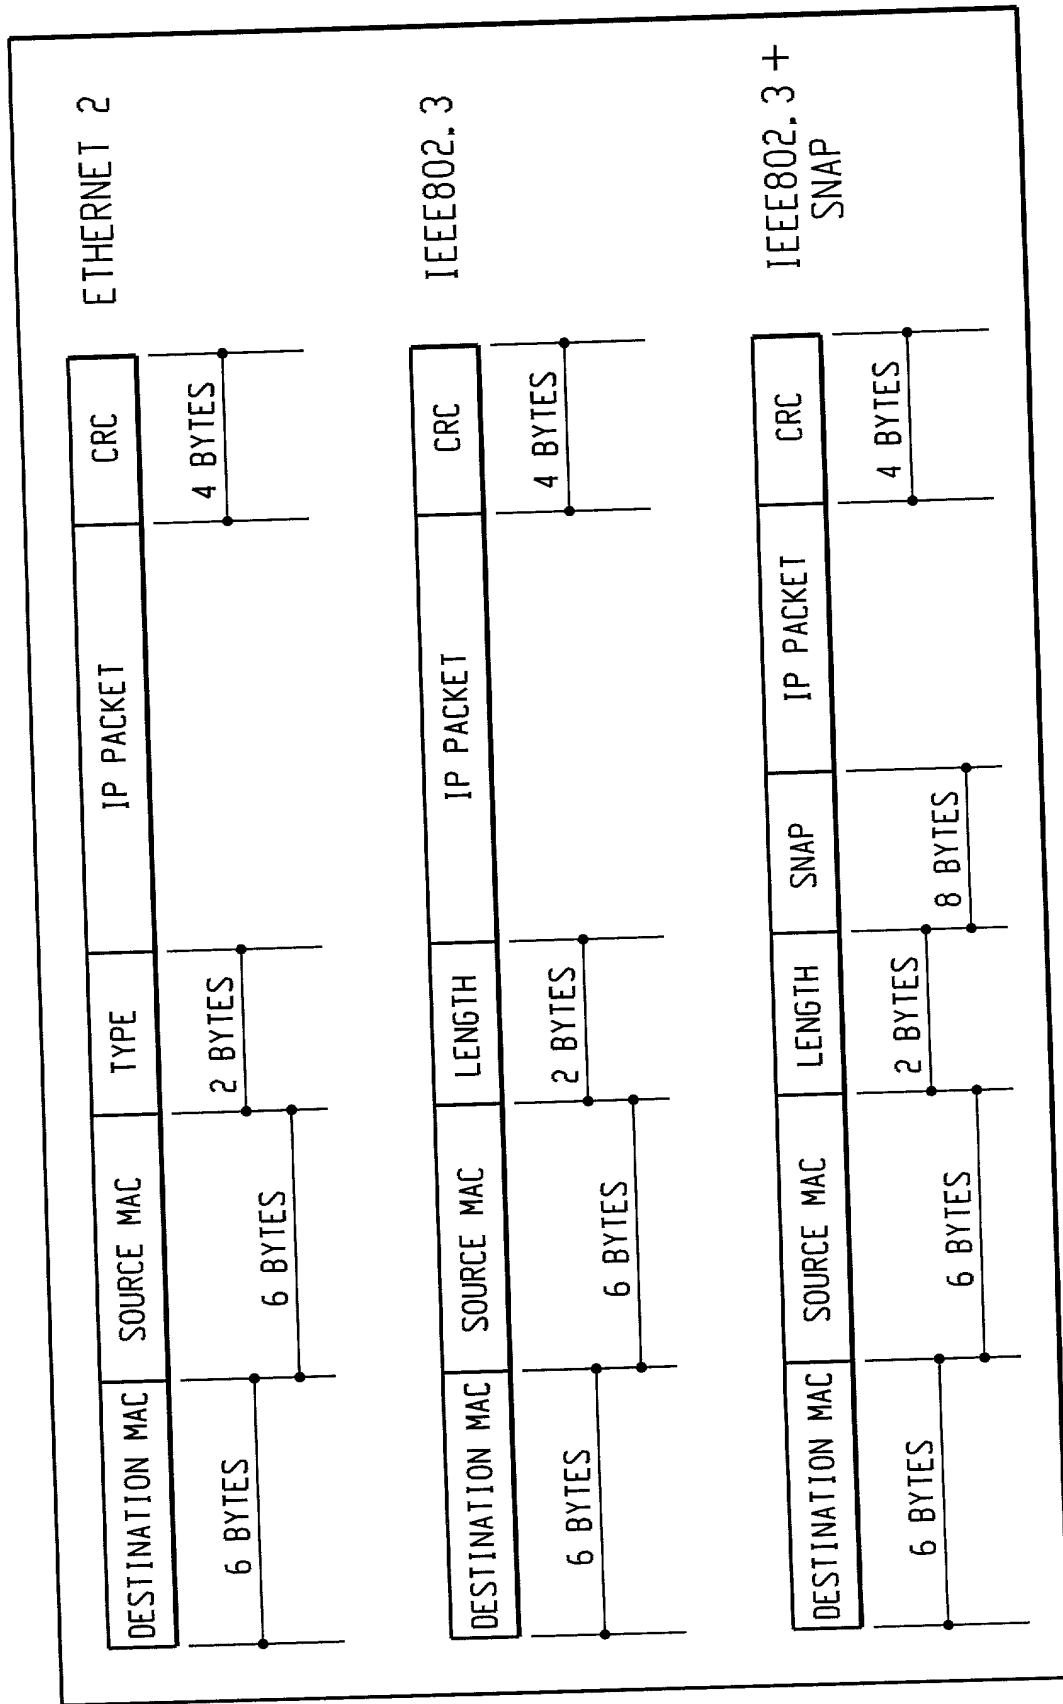 DESTINATION MAC SOURCE MAC TYPE IP PACKET CRC ETHERNET 2
6 BYTES 6 BYTES 2 BYTES 4 BYTES
DESTINATION MAC SOURCE MAC LENGTH IP PACKET CRC IEEE802.3
6 BYTES 6 BYTES 2 BYTES 4 BYTES
DESTINATION MAC SOURCE MAC LENGTH SNAP IP PACKET CRC IEEE802.3 +
SNAP
6 BYTES 6 BYTES 2 BYTES 8 BYTES 4 BYTES